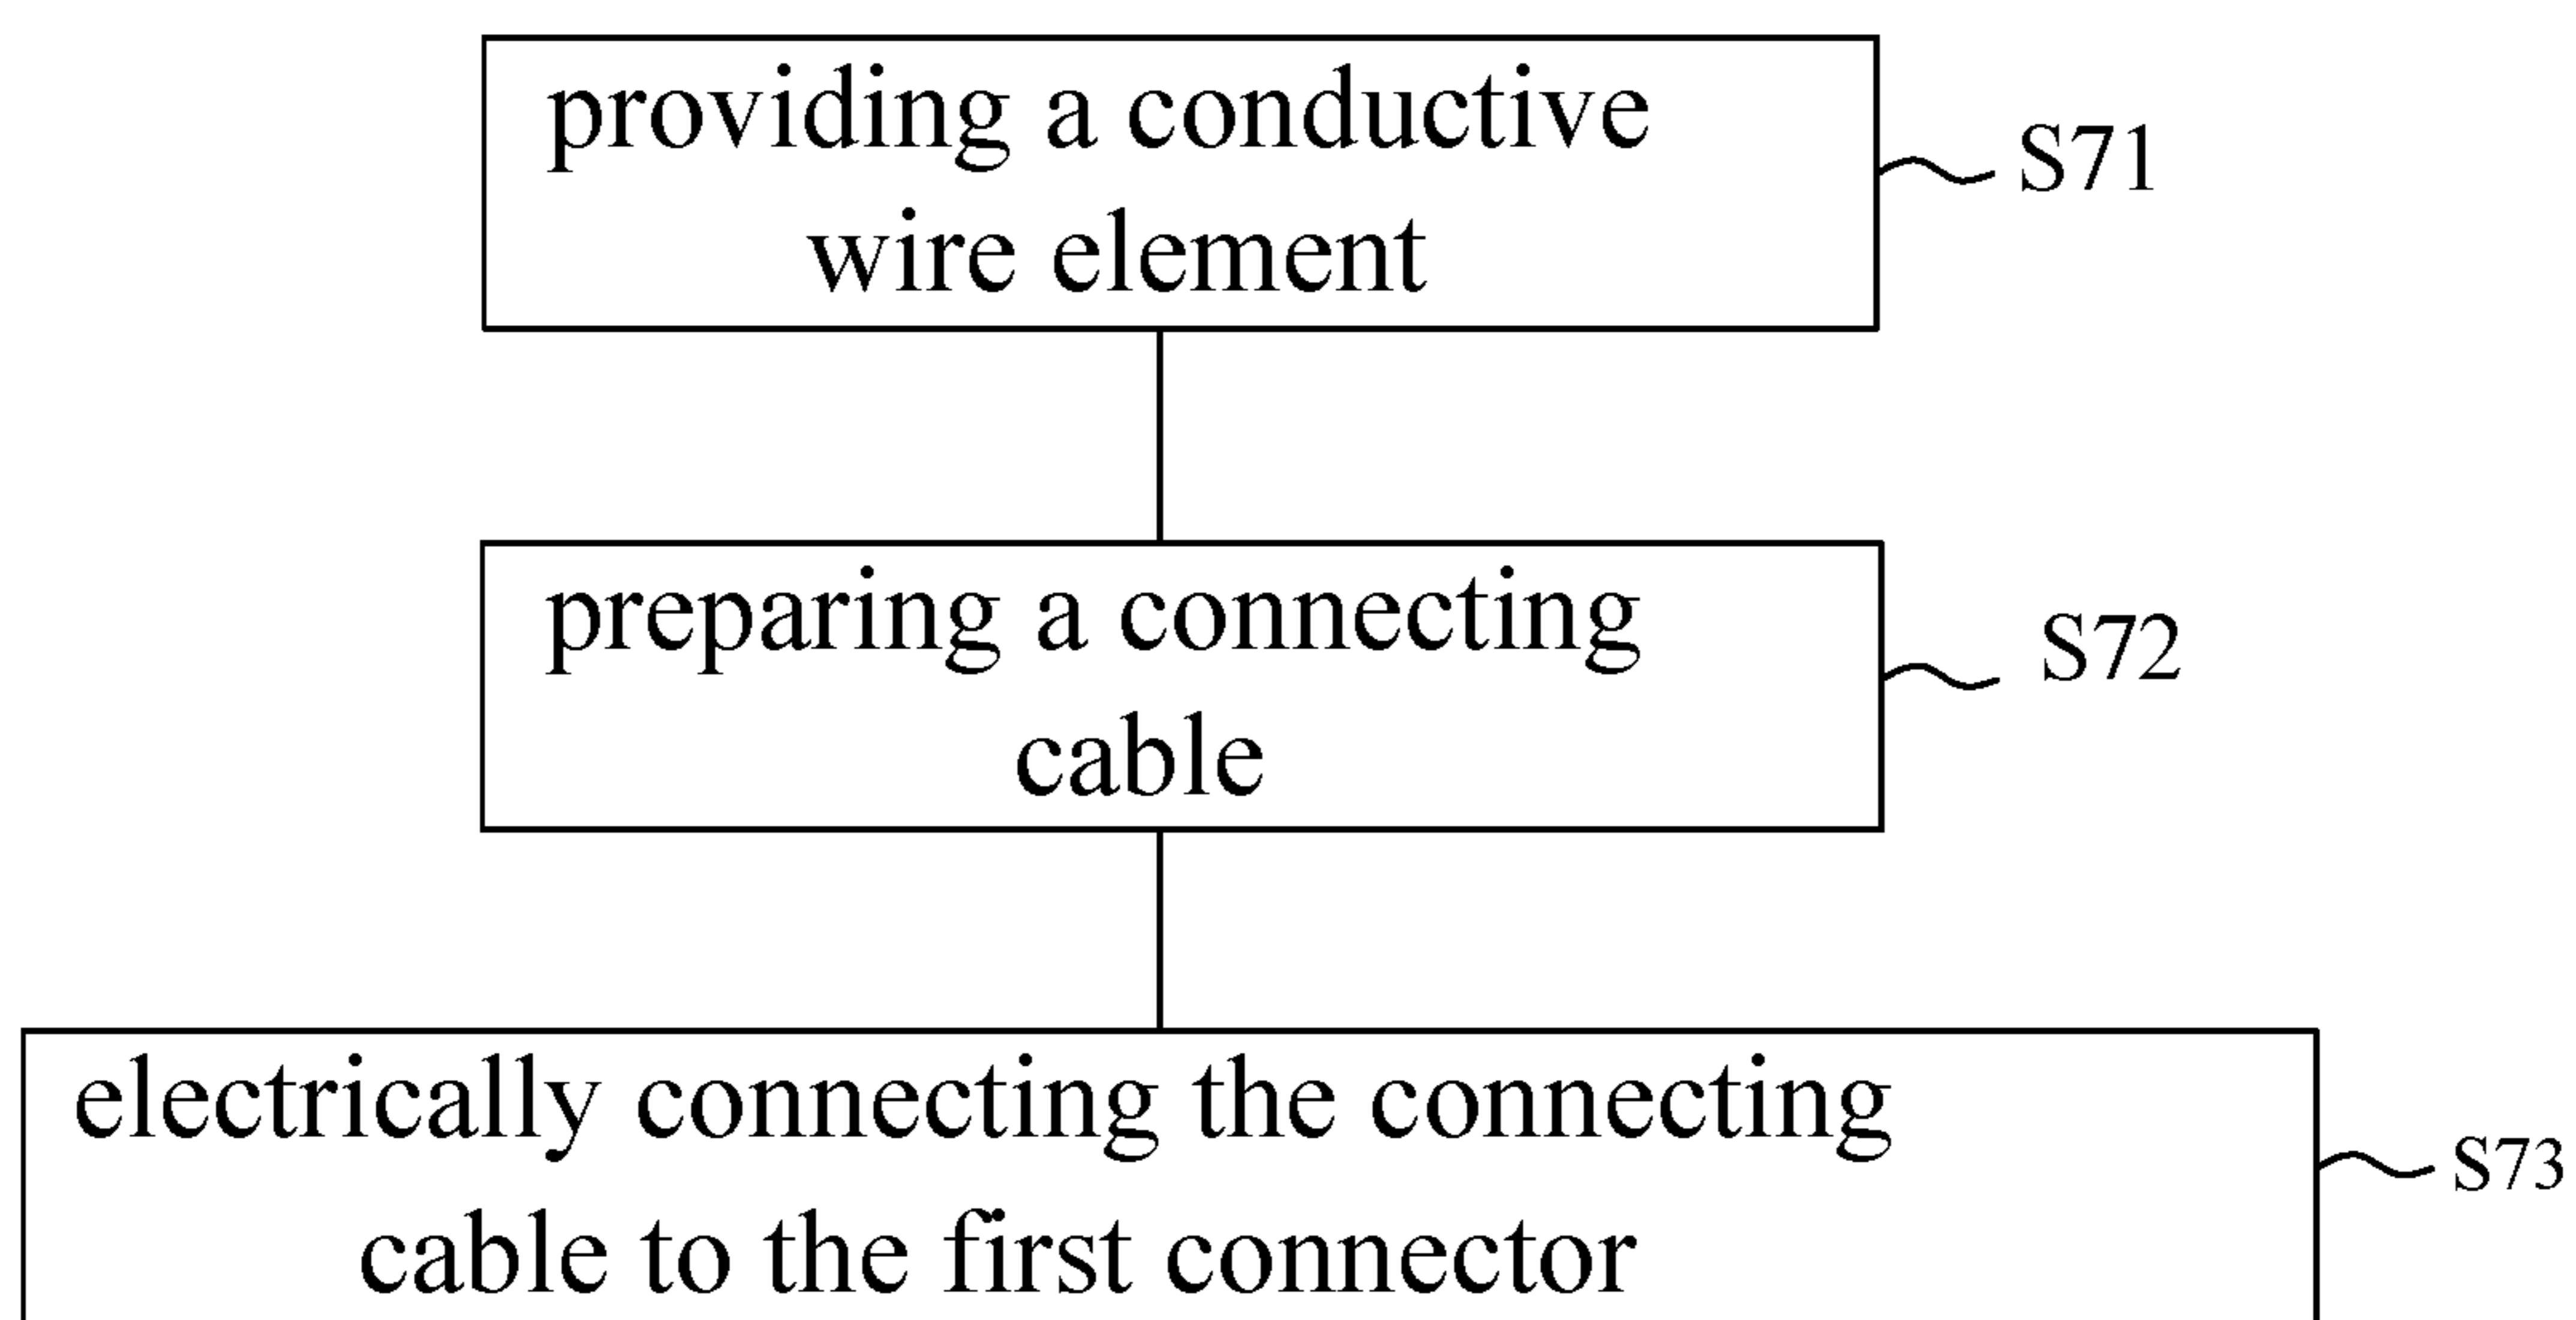 providing a conductive
wire element
S71
preparing a connecting
cable
S72
electrically connecting the connecting
cable to the first connector
S73